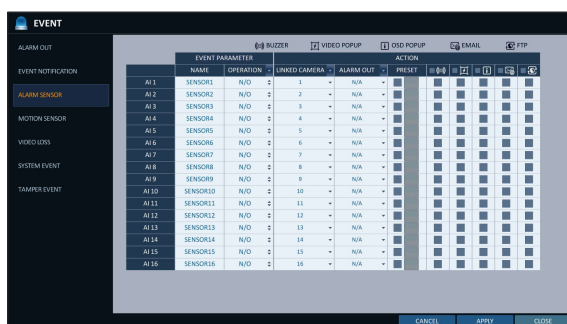 EVENT
ALARM OUT
EVENT NOTIFICATION
ALARM SENSOR
MOTION SENSOR
VIDEO LOSS
SYSTEM EVENT
TAMPER EVENT
BUZZER VIDEO POPUP OSD POPUP EMAIL FTP
EVENT PARAMETER ACTION
NAME OPERATION LINKED CAMERA ALARM OUT PRESET
AI 1 SENSOR1 N/O 1 N/A
AI 2 SENSOR2 N/O 2 N/A
AI 3 SENSOR3 N/O 3 N/A
AI 4 SENSOR4 N/O 4 N/A
AI 5 SENSOR5 N/O 5 N/A
AI 6 SENSOR6 N/O 6 N/A
AI 7 SENSOR7 N/O 7 N/A
AI 8 SENSOR8 N/O 8 N/A
AI 9 SENSOR9 N/O 9 N/A
AI 10 SENSOR10 N/O 10 N/A
AI 11 SENSOR11 N/O 11 N/A
AI 12 SENSOR12 N/O 12 N/A
AI 13 SENSOR13 N/O 13 N/A
AI 14 SENSOR14 N/O 14 N/A
AI 15 SENSOR15 N/O 15 N/A
AI 16 SENSOR16 N/O 16 N/A
CANCEL APPLY CLOSE